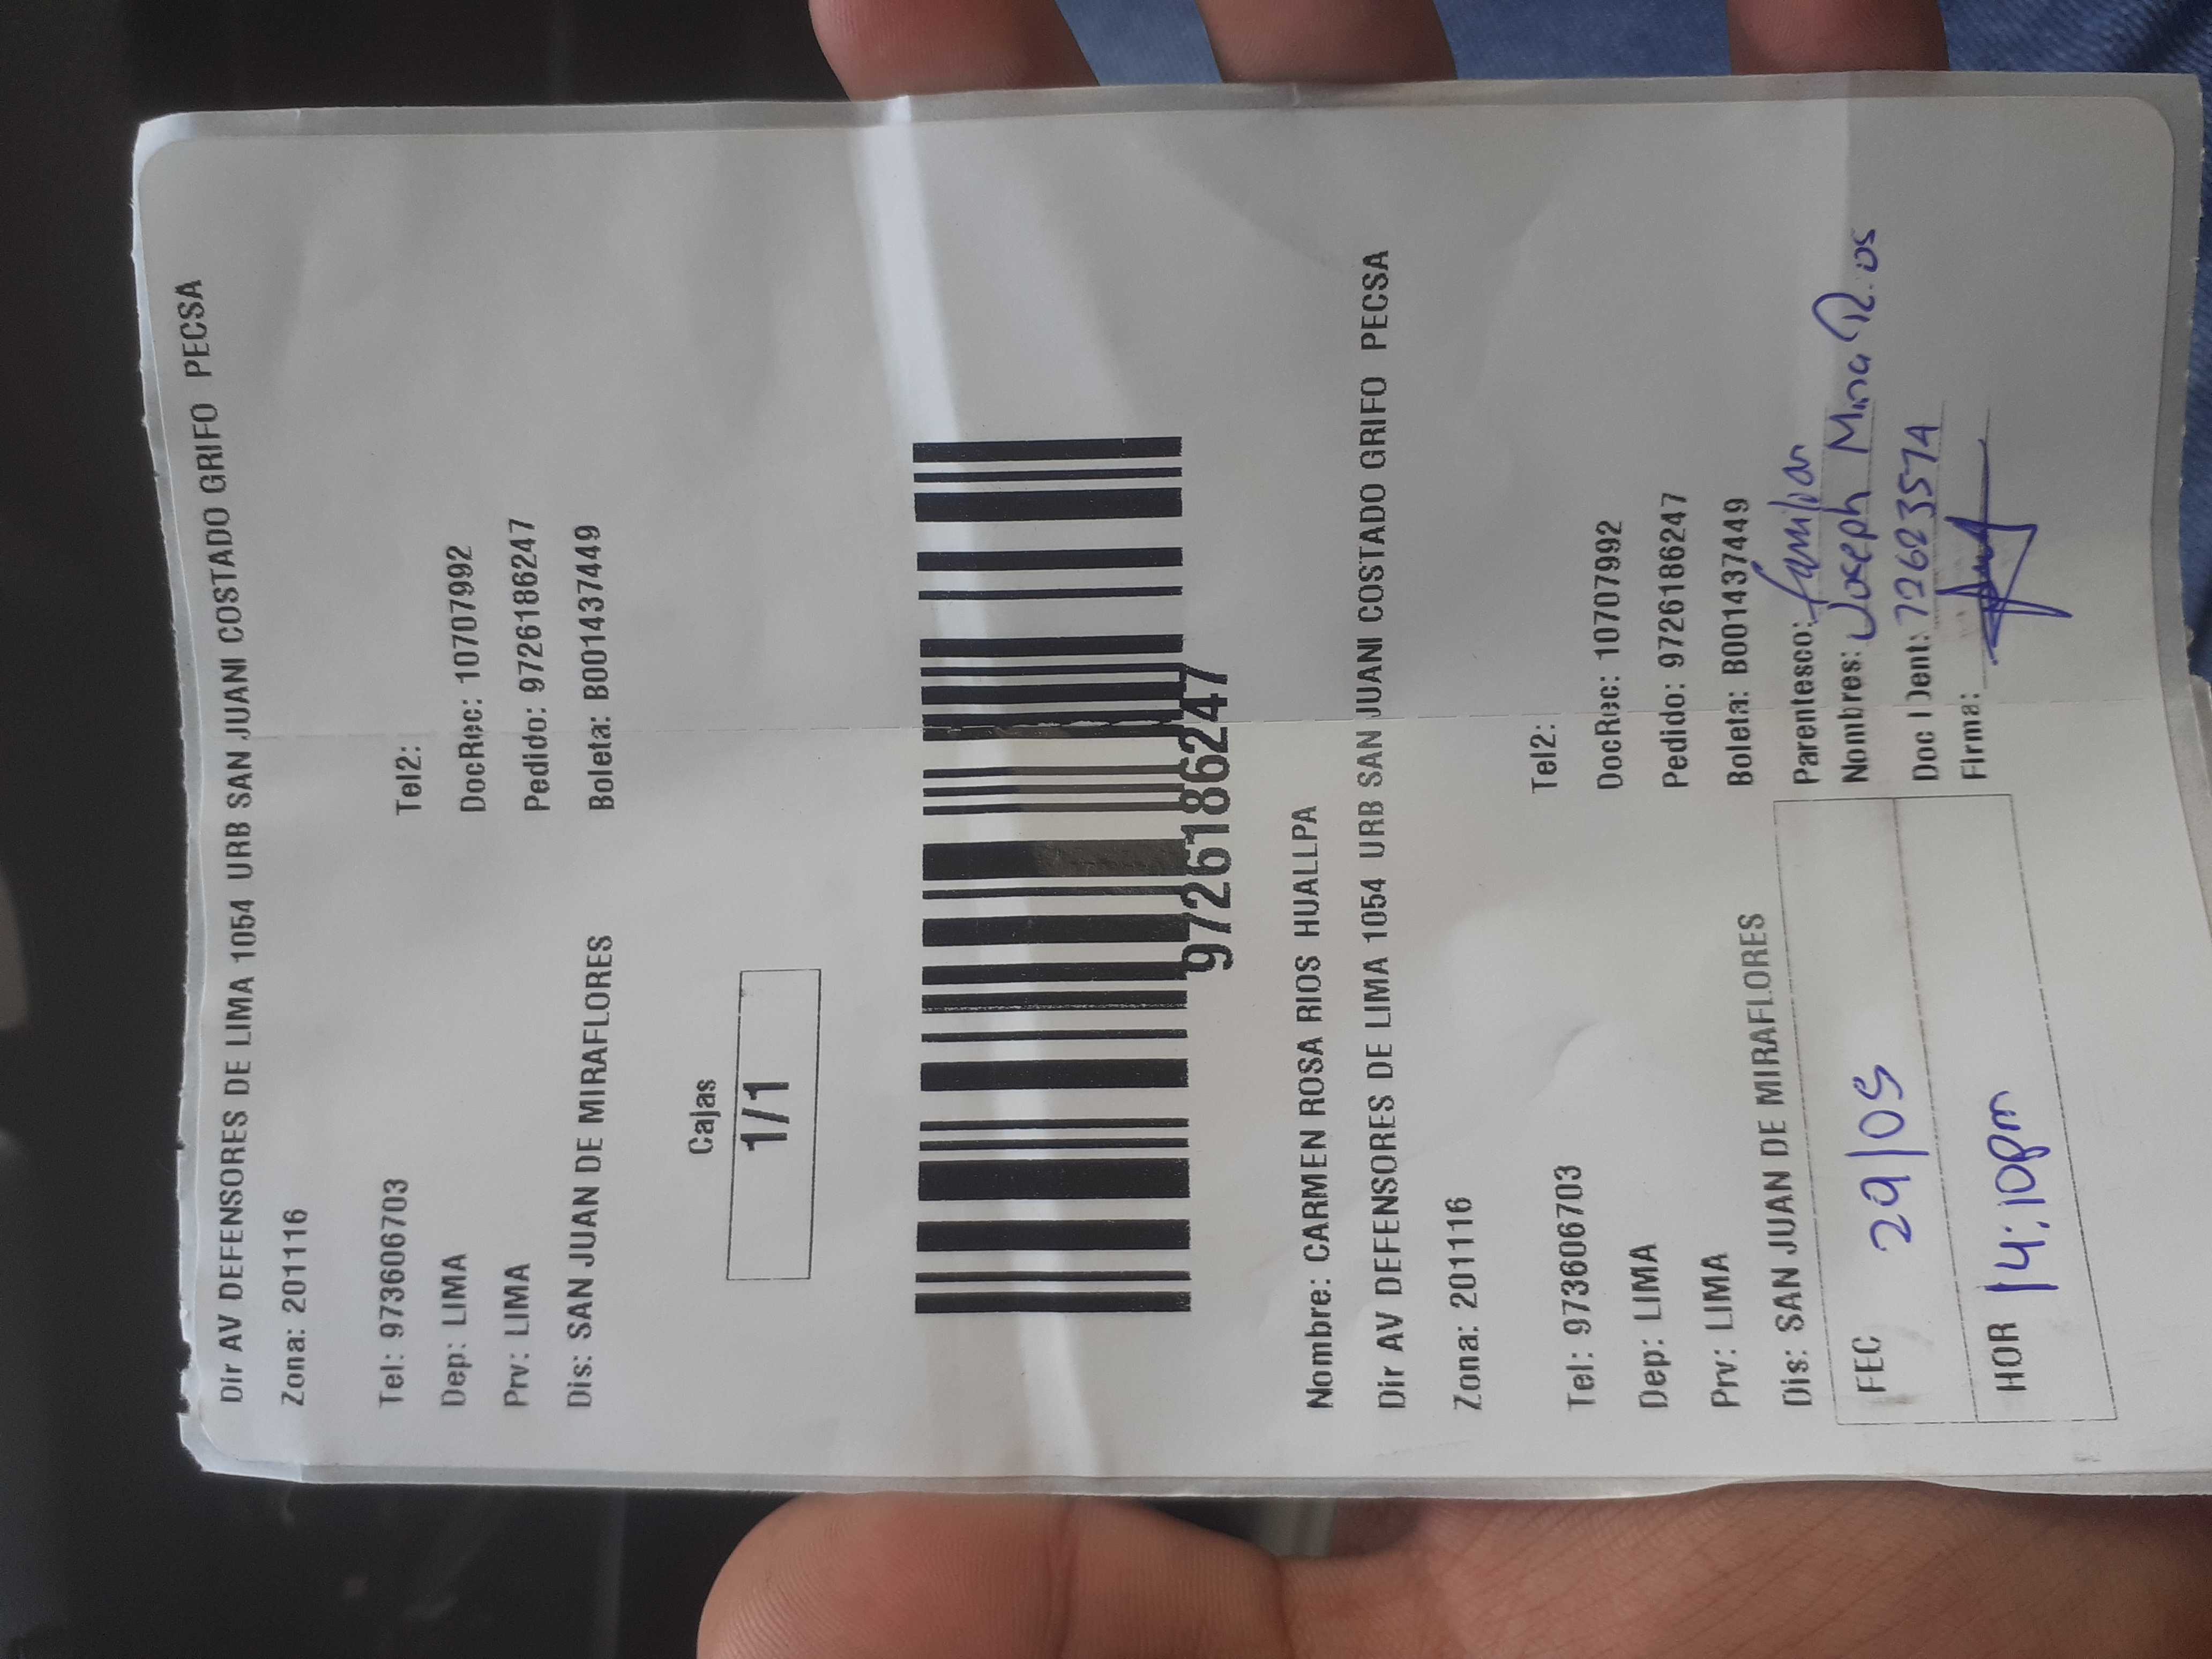 Dir AV DEFENSORES DE LIMA 1054 URB SAN JUANI COSTADO GRIFO PECSA
Zona: 201116
Tel: 973606703 Tel2:
Dep: LIMA DocRec: 10707992
Prv: LIMA Pedido: 9726186247
Dis: SAN JUAN DE MIRAFLORES Boleta: B001437449
Cajas
1/1
972618 6247
Nombre: CARMEN ROSA RIOS HUALLPA
Dir AV DEFENSORES DE LIMA 1054 URB SAN JUANI COSTADO GRIFO PECSA
Zona: 201116
Tel: 973606703 Tel2:
Dep: LIMA DocRec: 10707992
Prv: LIMA Pedido: 9726186247
Dis: SAN JUAN DE MIRAFLORES Boleta: B001437449
Parentesco: familiar
FEC 29/05 Nombres: Joseph Mina Rios
Doc Ident: 72623574
HOR 14:10pm Firma: